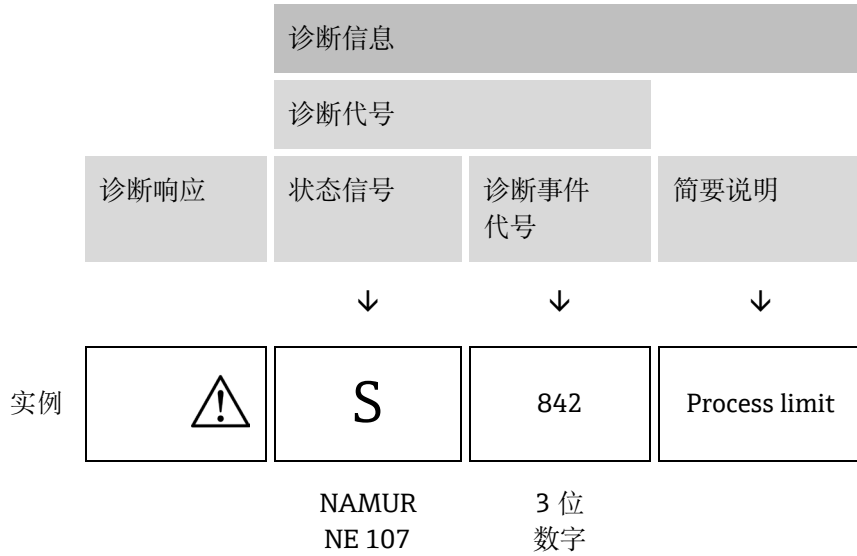 诊断信息
诊断代号
诊断响应
状态信号
诊断事件
代号
简要说明
实例
S
842
Process limit
NAMUR
NE 107
3 位
数字